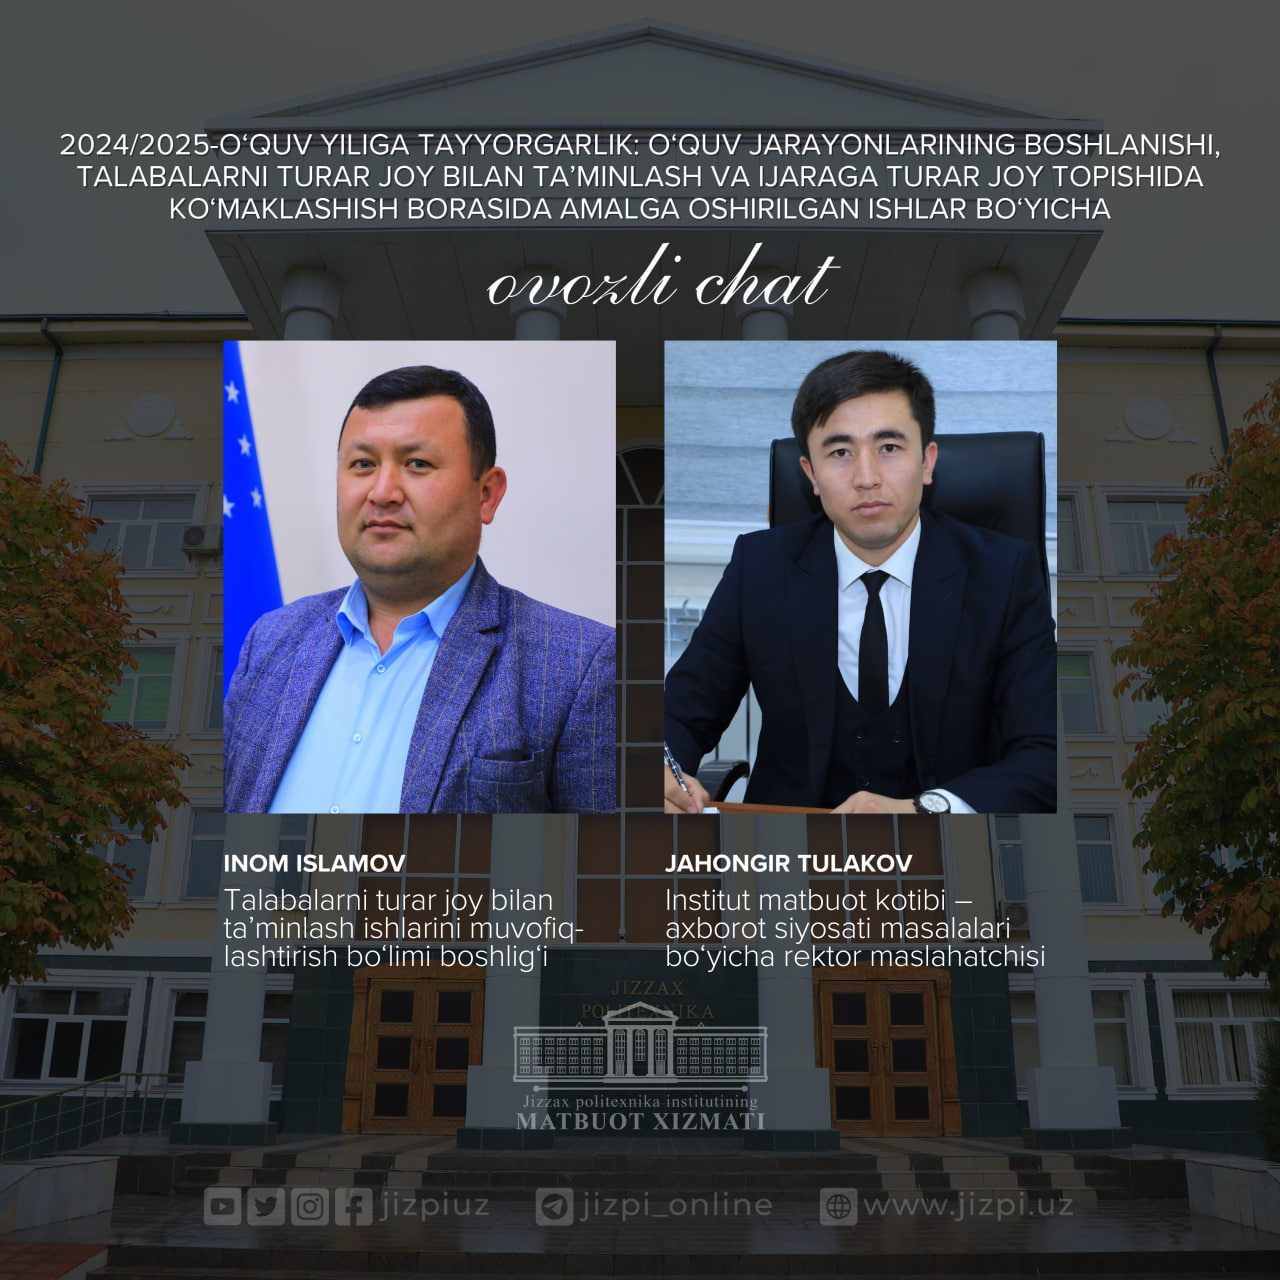 2024/2025-O‘QUV YILIGA TAYYORGARLIK: O‘QUV JARAYONLARINING BOSHLANISHI,
TALABALARNI TURAR JOY BILAN TA’MINLASH VA IJARAGA TURAR JOY TOPISHIDA
KO‘MAKLASHISH BORASIDA AMALGA OSHIRILGAN ISHLAR BO‘YICHA
ovozli chat
INOM ISLAMOV
Talabalarni turar joy bilan
ta’minlash ishlarini muvofiq-
lashtirish bo‘limi boshlig‘i
JAHONGIR TULAKOV
Institut matbuot kotibi –
axborot siyosati masalalari
bo‘yicha rektor maslahatchisi
JIZZAX
POLITEXNIKA
Jizzax politexnika institutining
MATBUOT XIZMATI
jizpiuz
jizpi_online
www.jizpi.uz